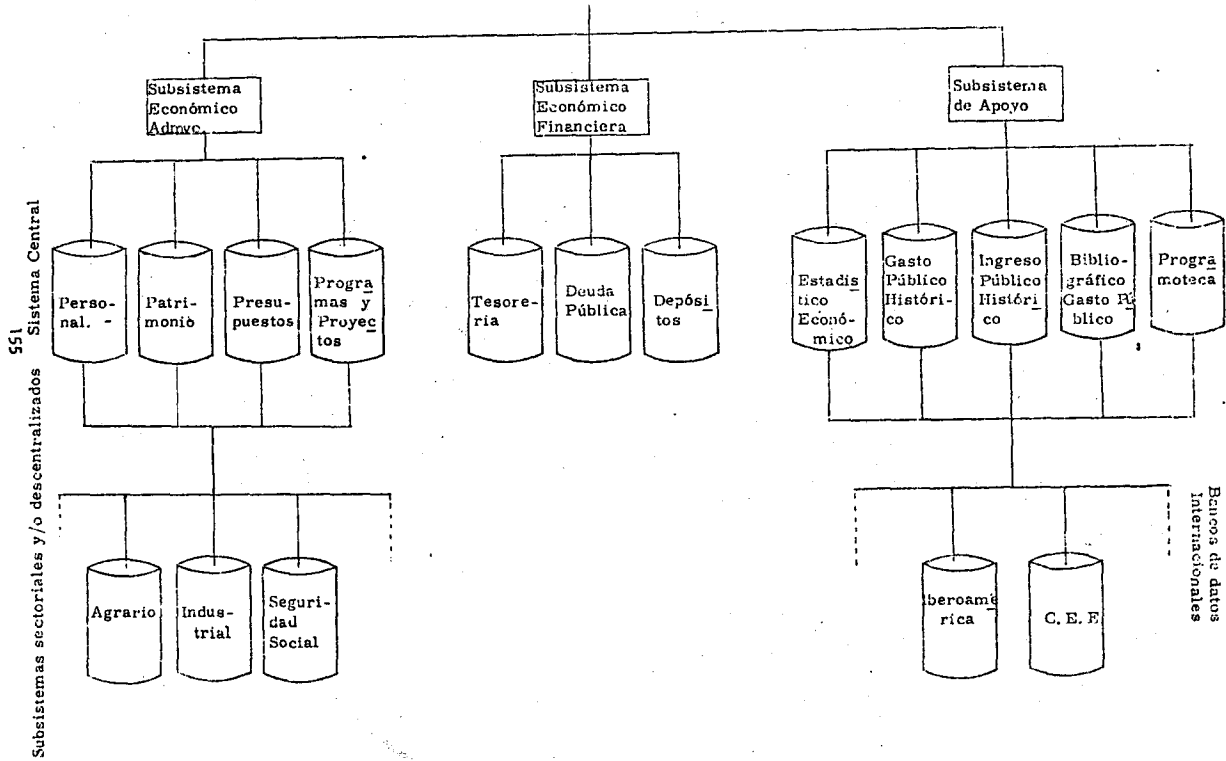 Subsistema
Económico
Admvo.
Subsistema
Económico
Financiera
Subsistema
de Apoyo
Perso-
nal. -
Patri-
monio
Presu-
puestos
Progra
mas y
Proyec
tos
Tesore-
ria
Deuda
Pública
Depósi
tos
Estadís
tico
Econó-
mico
Gasto
Público
Históri-
co
Ingreso
Público
Históri
co
Biblio-
gráfico
Gasto Pú
blico
Progra
moteca
Agrario
Indus-
trial
Seguri-
dad
Social
Iberoamé
rica
C. E. E
Sistema Central
Subsistemas sectoriales y/o descentralizados
155
Bancos de datos
Internacionales